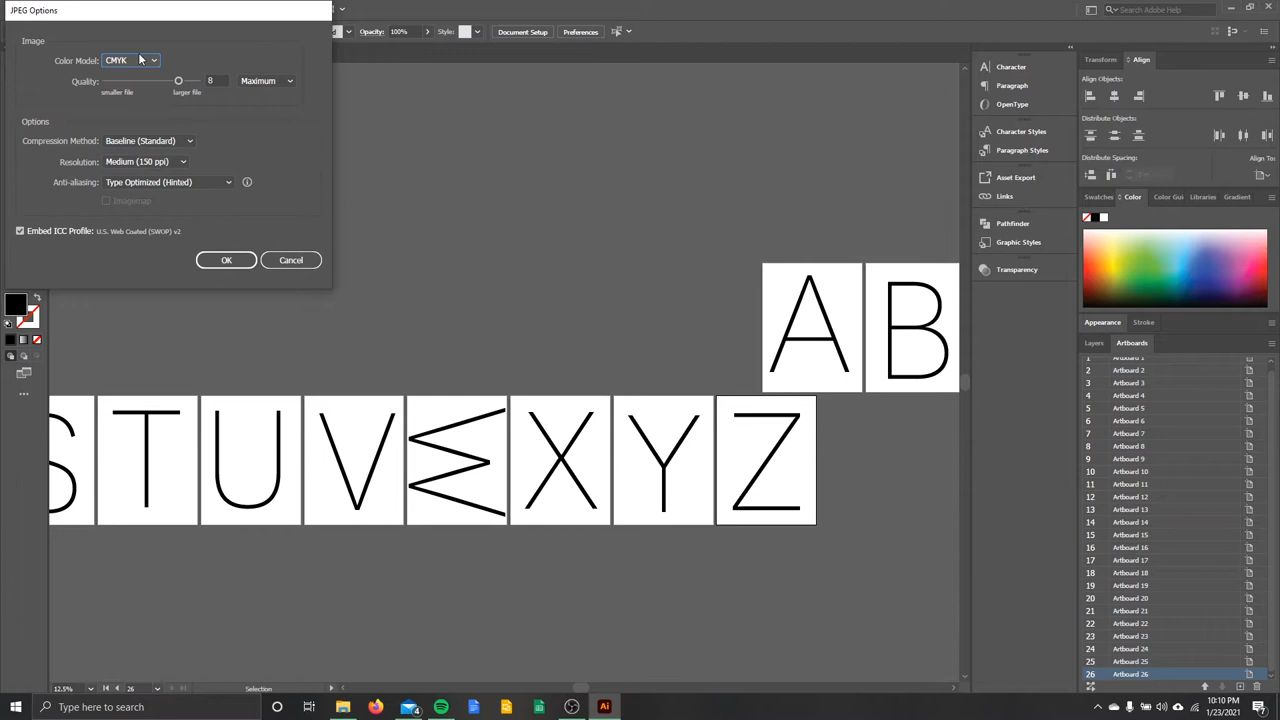 JPEG Options
Image
Color Model: CMYK
Quality: 8 Maximum
smaller file larger file
Options
Compression Method: Baseline (Standard)
Resolution: Medium (150 ppi)
Anti-aliasing: Type Optimized (Hinted)
Imagemap
Embed ICC Profile: U.S. Web Coated (SWOP) v2
OK Cancel
Opacity: 100% Style: Document Setup Preferences
Search Adobe Help
A B
S T U V W X Y Z
Character
Paragraph
OpenType
Character Styles
Paragraph Styles
Asset Export
Links
Pathfinder
Graphic Styles
Transparency
Transform Align
Align Objects:
Distribute Objects:
Distribute Spacing: Align To:
Swatches Color Color Gui Libraries Gradient
Appearance Stroke
Layers Artboards
1 Artboard 1
2 Artboard 2
3 Artboard 3
4 Artboard 4
5 Artboard 5
6 Artboard 6
7 Artboard 7
8 Artboard 8
9 Artboard 9
10 Artboard 10
11 Artboard 11
12 Artboard 12
13 Artboard 13
14 Artboard 14
15 Artboard 15
16 Artboard 16
17 Artboard 17
18 Artboard 18
19 Artboard 19
20 Artboard 20
21 Artboard 21
22 Artboard 22
23 Artboard 23
24 Artboard 24
25 Artboard 25
26 Artboard 26
12.5% 26 Selection
Type here to search
4
Ai
10:10 PM
1/23/2021